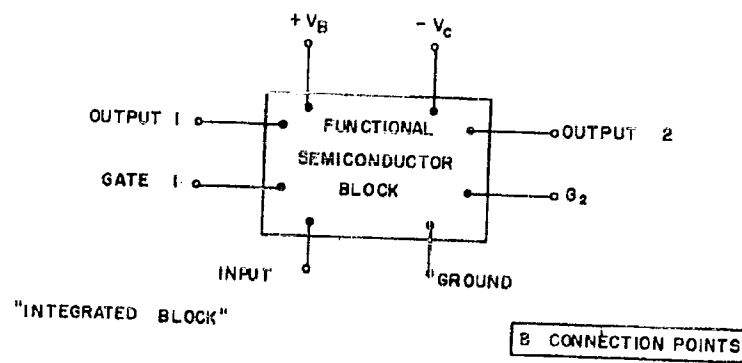 + VB
- Vc
OUTPUT 1
FUNCTIONAL
OUTPUT 2
SEMICONDUCTOR
GATE 1
BLOCK
G2
INPUT
GROUND
"INTEGRATED BLOCK"
8 CONNECTION POINTS